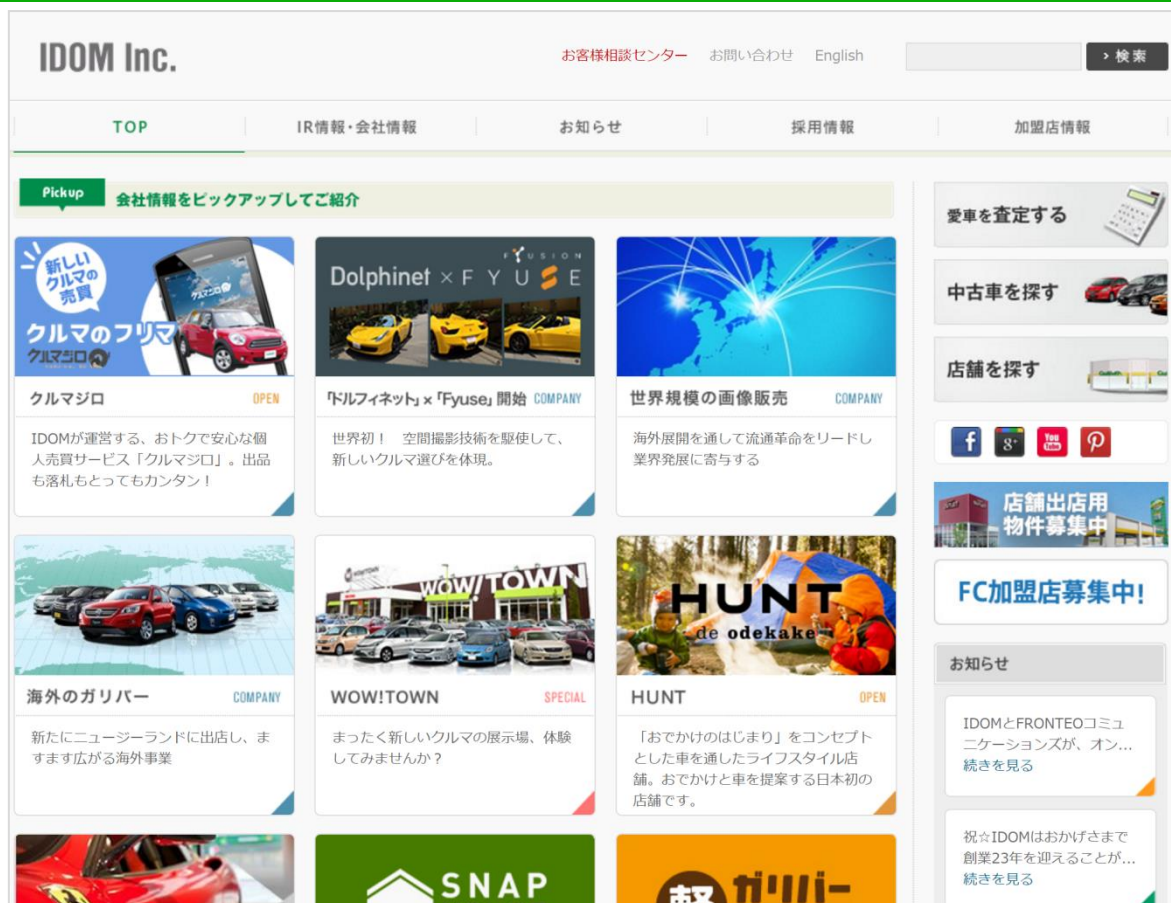 IDOM Inc.
お客様相談センター お問い合わせ English
> 検索
TOP IR情報・会社情報 お知らせ 採用情報 加盟店情報
Pickup 会社情報をピックアップしてご紹介
新しい
クルマの
売買
クルマのフリマ
クルマジロ
クルマジロ OPEN
IDOMが運営する、おトクで安心な個
人売買サービス「クルマジロ」。出品
も落札もとってもカンタン!
FYUSION
Dolphinet × FYUSE
「ドルフィネット」×「Fyuse」開始 COMPANY
世界初! 空間撮影技術を駆使して、
新しいクルマ選びを体現。
世界規模の画像販売 COMPANY
海外展開を通して流通革命をリードし
業界発展に寄与する
海外のガリバー COMPANY
新たにニュージーランドに出店し、ま
すます広がる海外事業
WOW!TOWN
WOW!TOWN SPECIAL
まったく新しいクルマの展示場、体験
してみませんか?
HUNT
de odekake
HUNT OPEN
「おでかけのはじまり」をコンセプト
とした車を通したライフスタイル店
舗。おでかけと車を提案する日本初の
店舗です。
SNAP
軽 ガリバー
愛車を査定する
中古車を探す
店舗を探す
f g+ You Tube p
店舗出店用
物件募集中
FC加盟店募集中!
お知らせ
IDOMとFRONTEOコミュ
ニケーションズが、オン...
続きを見る
祝☆IDOMはおかげさまで
創業23年を迎えることが...
続きを見る